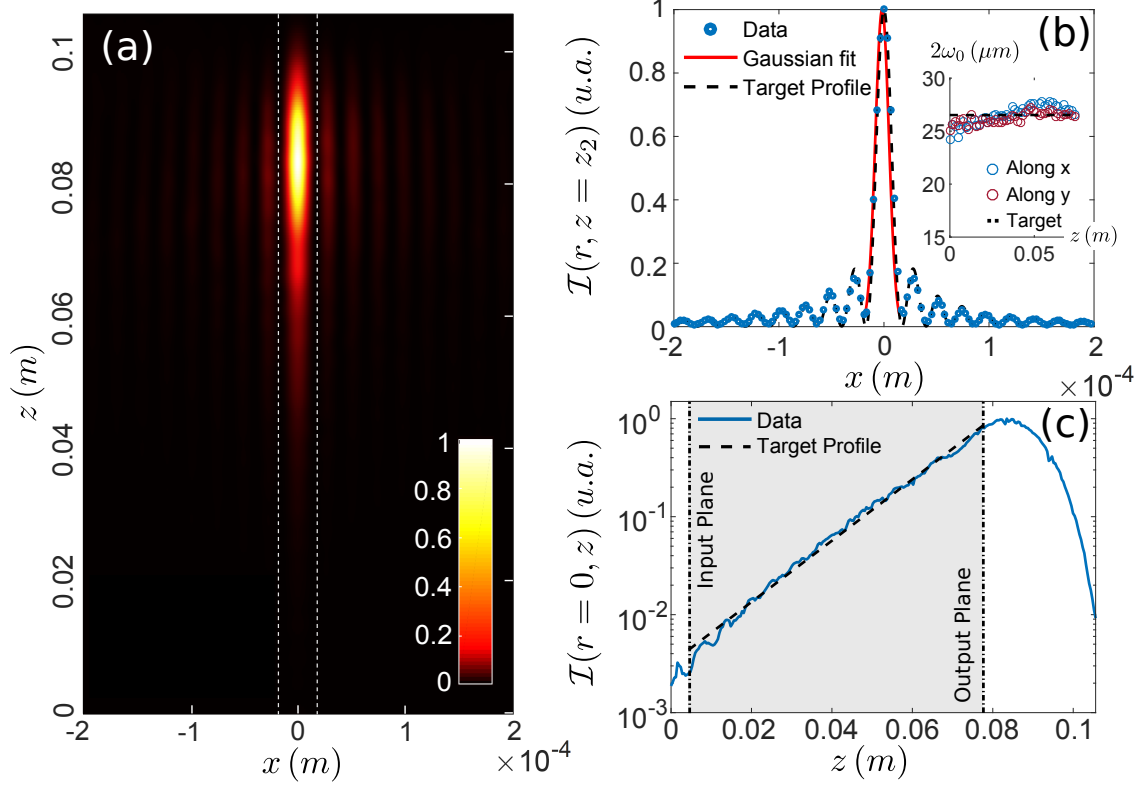 (a)
z (m)
0.1
0.08
0.06
0.04
0.02
0
1
0.8
0.6
0.4
0.2
0
-2
-1
0
1
2
x (m)
×10⁻⁴
(b)
Data
Gaussian fit
Target Profile
I(r, z = z₂) (u.a.)
1
0.8
0.6
0.4
0.2
0
-2
-1
0
1
2
x (m)
×10⁻⁴
2ω₀ (μm)
30
25
20
15
Along x
Along y
Target
0
0.05
z (m)
(c)
Data
Target Profile
I(r = 0, z) (u.a.)
10⁰
10⁻¹
10⁻²
10⁻³
Input Plane
Output Plane
0
0.02
0.04
0.06
0.08
0.1
z (m)